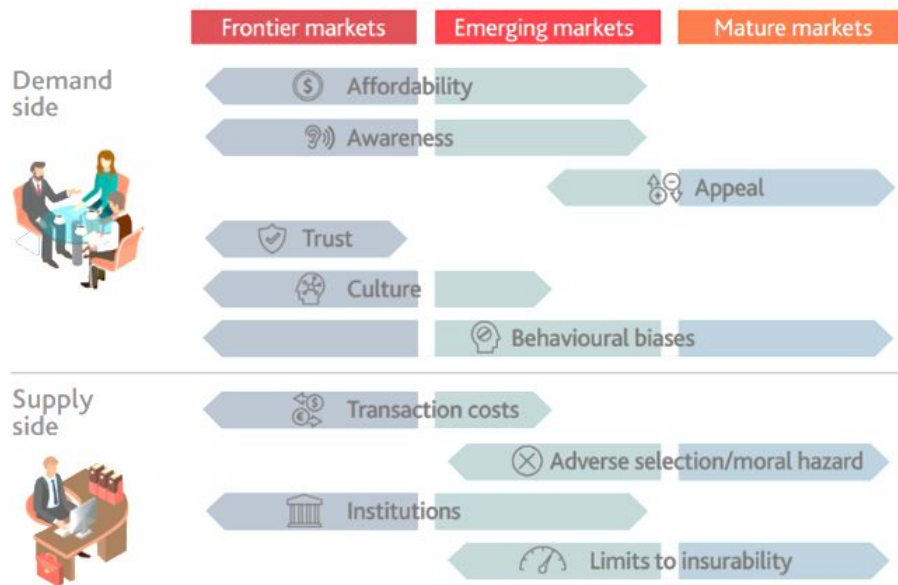 Frontier markets
Emerging markets
Mature markets
Demand
side
$ Affordability
Awareness
Appeal
Trust
Culture
Behavioural biases
Supply
side
$
€
Transaction costs
Adverse selection/moral hazard
Institutions
Limits to insurability